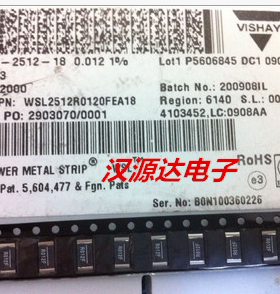 VISHAY
-2512-18 0.012 1% Lot1 P5606845 DC1 090
3
2000 Batch: 200908IL
PN: WSL2512R0120FEA18 Region: 6140 S.L.: 00
PO: 2903070/0001 4103452,LC:0908AA
WER METAL STRIP®
RoHS
汉源达电子
Pat. 5,604,477 & Fgn. Pats.
e3
Ser. No: B0N100360226